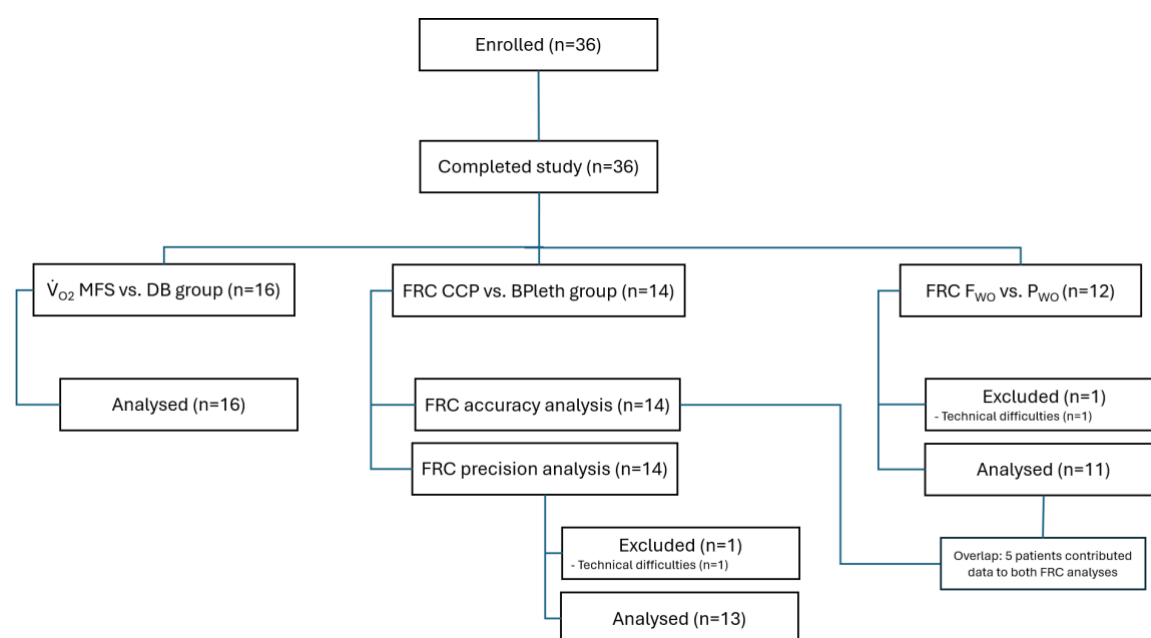 Enrolled (n=36)
Completed study (n=36)
V̇O2 MFS vs. DB group (n=16)
FRC CCP vs. BPleth group (n=14)
FRC FWO vs. PWO (n=12)
Analysed (n=16)
FRC accuracy analysis (n=14)
Excluded (n=1)
- Technical difficulties (n=1)
FRC precision analysis (n=14)
Analysed (n=11)
Excluded (n=1)
- Technical difficulties (n=1)
Overlap: 5 patients contributed
data to both FRC analyses
Analysed (n=13)